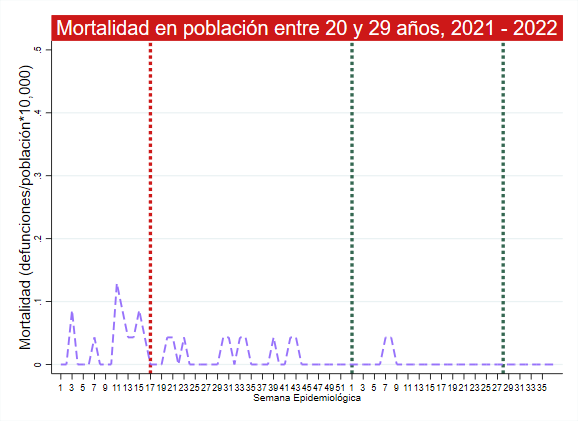 Mortalidad en población entre 20 y 29 años, 2021 - 2022
Mortalidad (defunciones/población*10,000)
.6
.4
.3
.2
.1
0
1 3 5 7 9 11 13 15 17 19 21 23 25 27 29 31 33 35 37 39 41 43 45 47 49 51 1 3 5 7 9 11 13 15 17 19 21 23 25 27 29 31 33 35
Semana Epidemiológica